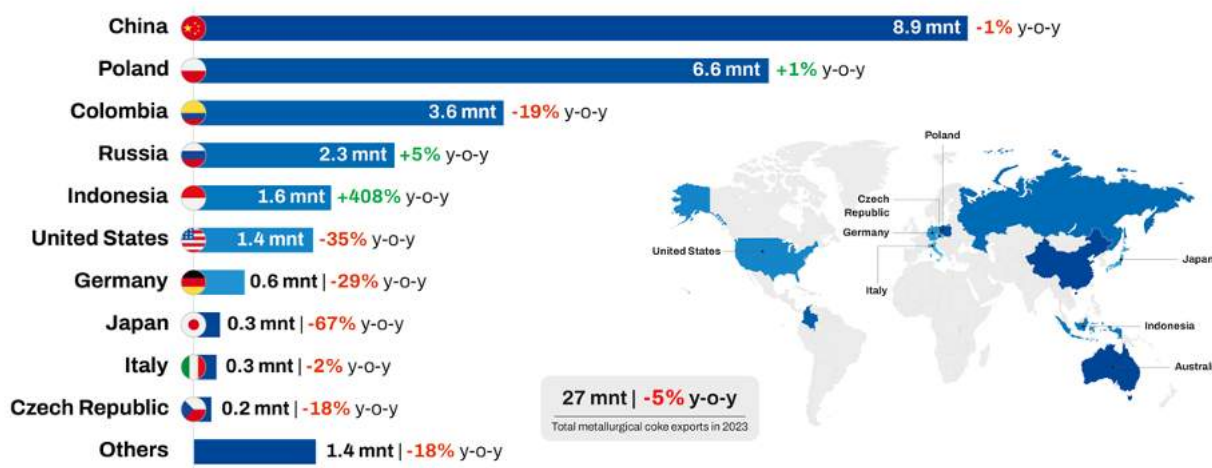 China 8.9 mnt -1% y-o-y
Poland 6.6 mnt +1% y-o-y
Colombia 3.6 mnt -19% y-o-y
Russia 2.3 mnt +5% y-o-y
Indonesia 1.6 mnt +408% y-o-y
United States 1.4 mnt -35% y-o-y
Germany 0.6 mnt | -29% y-o-y
Japan 0.3 mnt | -67% y-o-y
Italy 0.3 mnt | -2% y-o-y
Czech Republic 0.2 mnt | -18% y-o-y
Others 1.4 mnt | -18% y-o-y
Poland
Czech
Republic
Germany
United States
Italy
Japan
Indonesia
Australi
27 mnt | -5% y-o-y
Total metallurgical coke exports in 2023